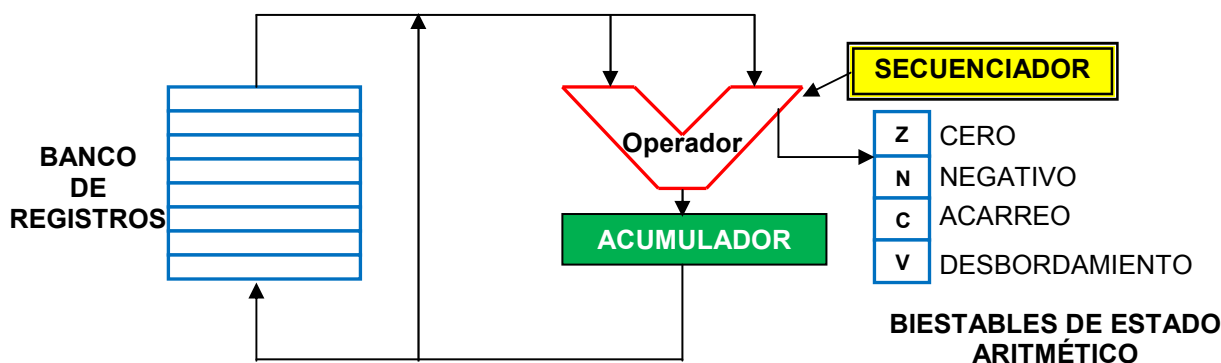 BANCO
DE
REGISTROS
Operador
ACUMULADOR
SECUENCIADOR
Z CERO
N NEGATIVO
C ACARREO
V DESBORDAMIENTO
BIESTABLES DE ESTADO
ARITMÉTICO